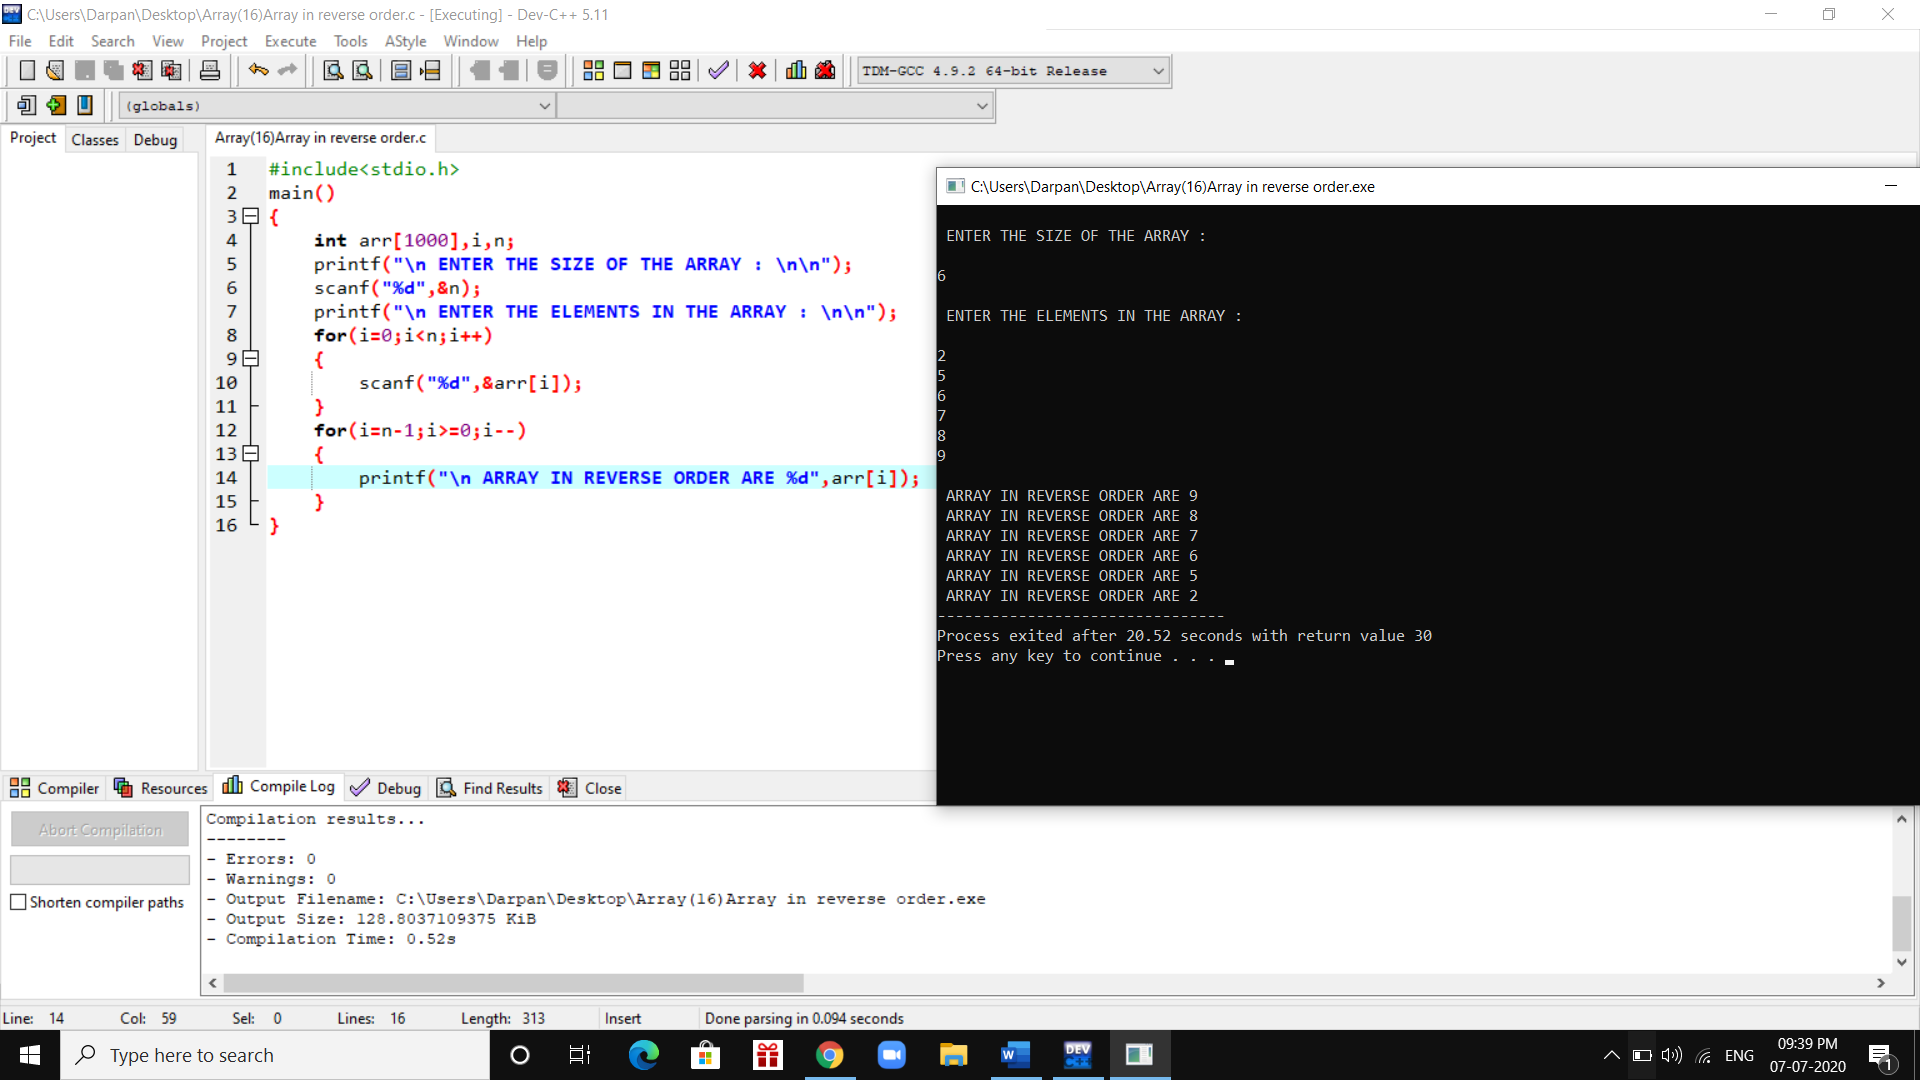 C:\Users\Darpan\Desktop\Array(16)Array in reverse order.c - [Executing] - Dev-C++ 5.11
File Edit Search View Project Execute Tools AStyle Window Help
TDM-GCC 4.9.2 64-bit Release
(globals)
Project Classes Debug
Array(16)Array in reverse order.c
1 #include<stdio.h>
2 main()
3 {
4 int arr[1000],i,n;
5 printf("\n ENTER THE SIZE OF THE ARRAY : \n\n");
6 scanf("%d",&n);
7 printf("\n ENTER THE ELEMENTS IN THE ARRAY : \n\n");
8 for(i=0;i<n;i++)
9 {
10 scanf("%d",&arr[i]);
11 }
12 for(i=n-1;i>=0;i--)
13 {
14 printf("\n ARRAY IN REVERSE ORDER ARE %d",arr[i]);
15 }
16 }
C:\Users\Darpan\Desktop\Array(16)Array in reverse order.exe
ENTER THE SIZE OF THE ARRAY :
6
ENTER THE ELEMENTS IN THE ARRAY :
2
5
6
7
8
9
ARRAY IN REVERSE ORDER ARE 9
ARRAY IN REVERSE ORDER ARE 8
ARRAY IN REVERSE ORDER ARE 7
ARRAY IN REVERSE ORDER ARE 6
ARRAY IN REVERSE ORDER ARE 5
ARRAY IN REVERSE ORDER ARE 2
--------------------------------
Process exited after 20.52 seconds with return value 30
Press any key to continue . . .
Compiler Resources Compile Log Debug Find Results Close
Abort Compilation
Shorten compiler paths
Compilation results...
--------
- Errors: 0
- Warnings: 0
- Output Filename: C:\Users\Darpan\Desktop\Array(16)Array in reverse order.exe
- Output Size: 128.8037109375 KiB
- Compilation Time: 0.52s
Line: 14 Col: 59 Sel: 0 Lines: 16 Length: 313 Insert Done parsing in 0.094 seconds
Type here to search
DEV C++
ENG
09:39 PM
07-07-2020
1